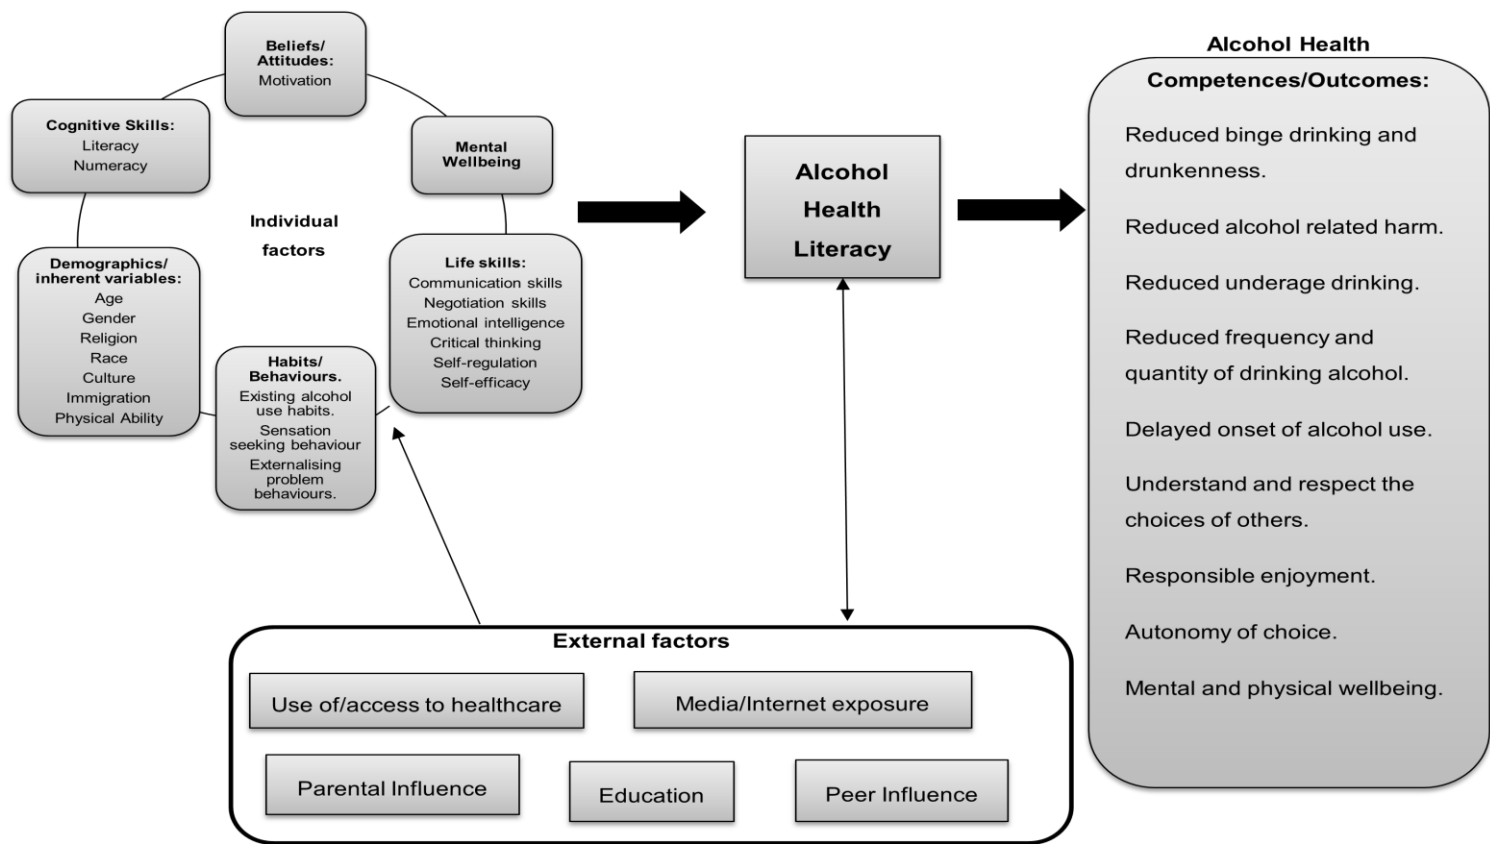 Beliefs/
Attitudes:
Motivation
Cognitive Skills:
Literacy
Numeracy
Mental
Wellbeing
Individual
factors
Demographics/
inherent variables:
Age
Gender
Religion
Race
Culture
Immigration
Physical Ability
Life skills:
Communication skills
Negotiation skills
Emotional intelligence
Critical thinking
Self-regulation
Self-efficacy
Habits/
Behaviours.
Existing alcohol
use habits.
Sensation
seeking behaviour
Externalising
problem
behaviours.
Alcohol
Health
Literacy
External factors
Use of/access to healthcare
Media/Internet exposure
Parental Influence
Education
Peer Influence
Alcohol Health
Competences/Outcomes:
Reduced binge drinking and
drunkenness.
Reduced alcohol related harm.
Reduced underage drinking.
Reduced frequency and
quantity of drinking alcohol.
Delayed onset of alcohol use.
Understand and respect the
choices of others.
Responsible enjoyment.
Autonomy of choice.
Mental and physical wellbeing.